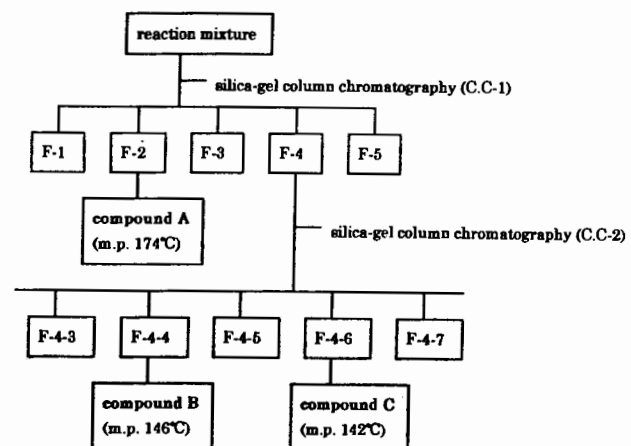 reaction mixture
silica-gel column chromatography (C.C-1)
F-1 F-2 F-3 F-4 F-5
compound A
(m.p. 174℃)
silica-gel column chromatography (C.C-2)
F-4-3 F-4-4 F-4-5 F-4-6 F-4-7
compound B
(m.p. 146℃)
compound C
(m.p. 142℃)